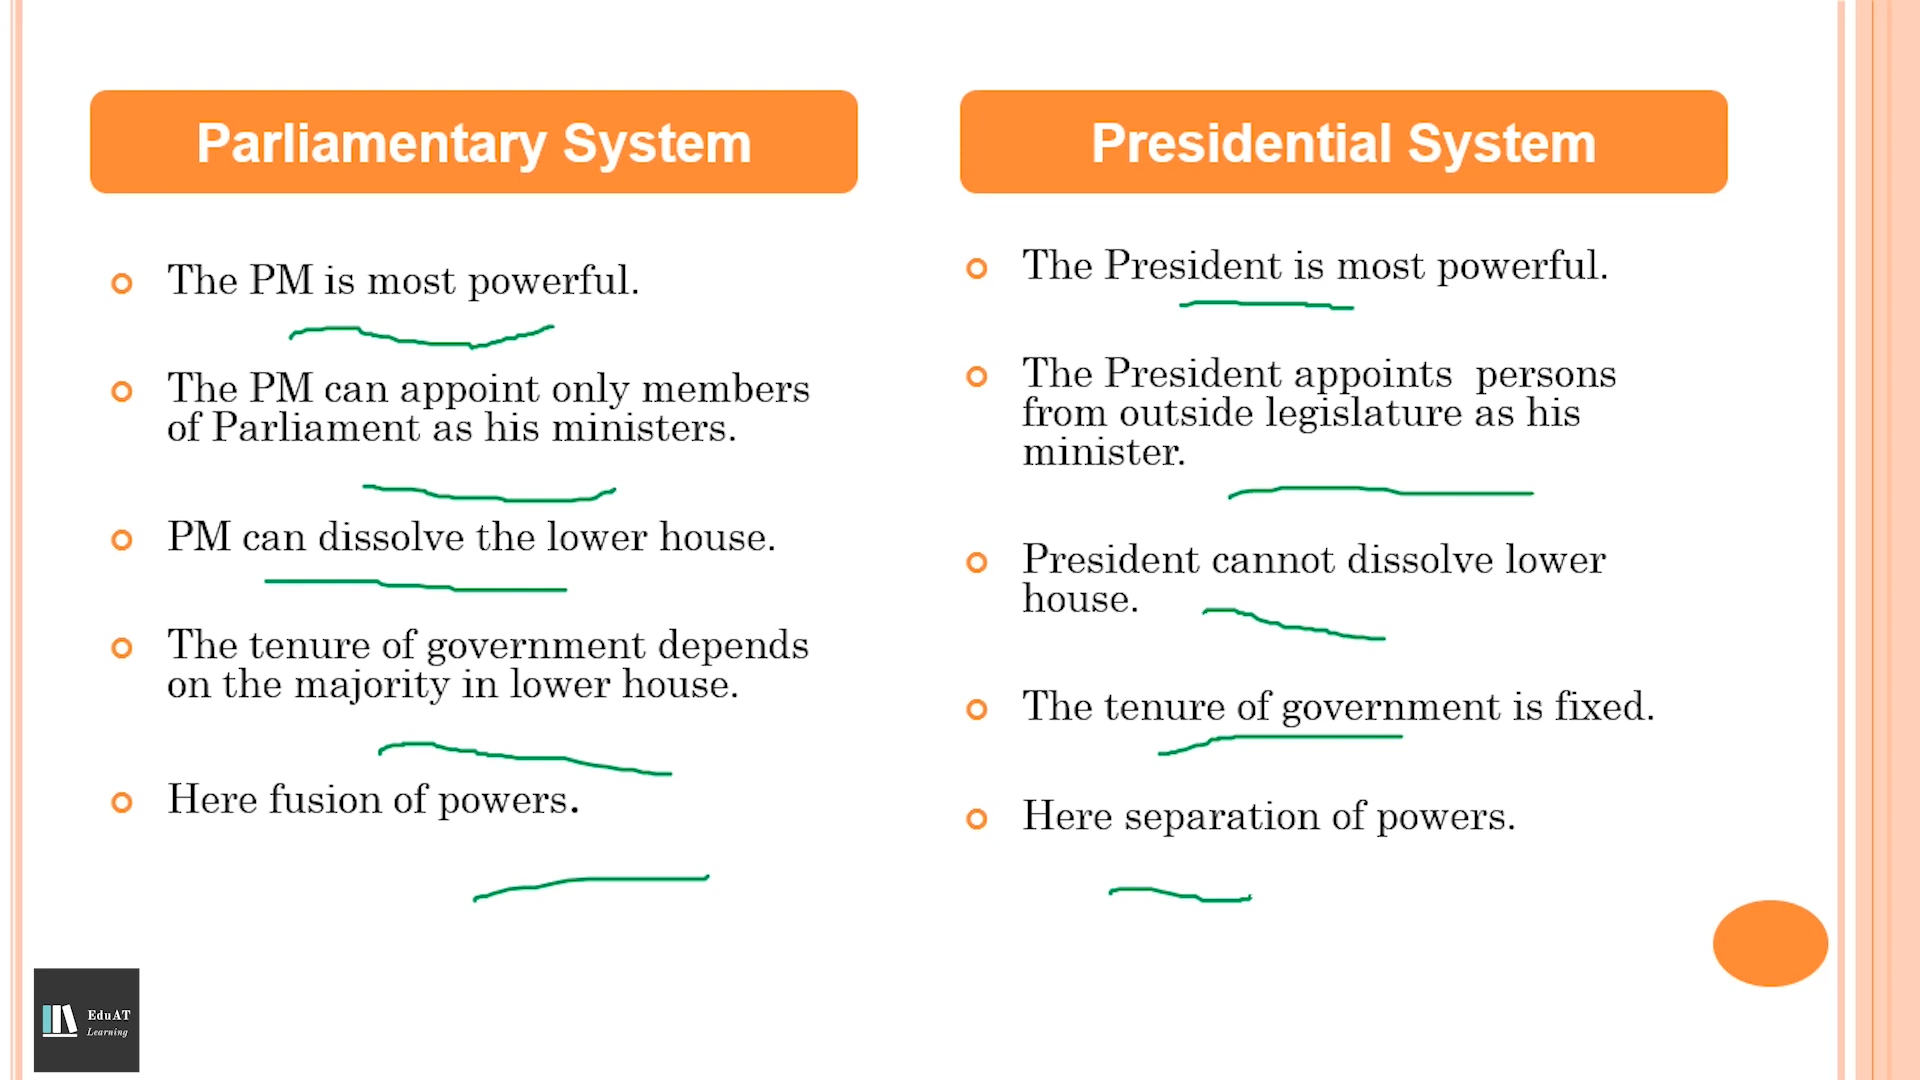 Parliamentary System
The PM is most powerful.
The PM can appoint only members
of Parliament as his ministers.
PM can dissolve the lower house.
The tenure of government depends
on the majority in lower house.
Here fusion of powers.
Presidential System
The President is most powerful.
The President appoints  persons
from outside legislature as his
minister.
President cannot dissolve lower
house.
The tenure of government is fixed.
Here separation of powers.
EduAT
Learning